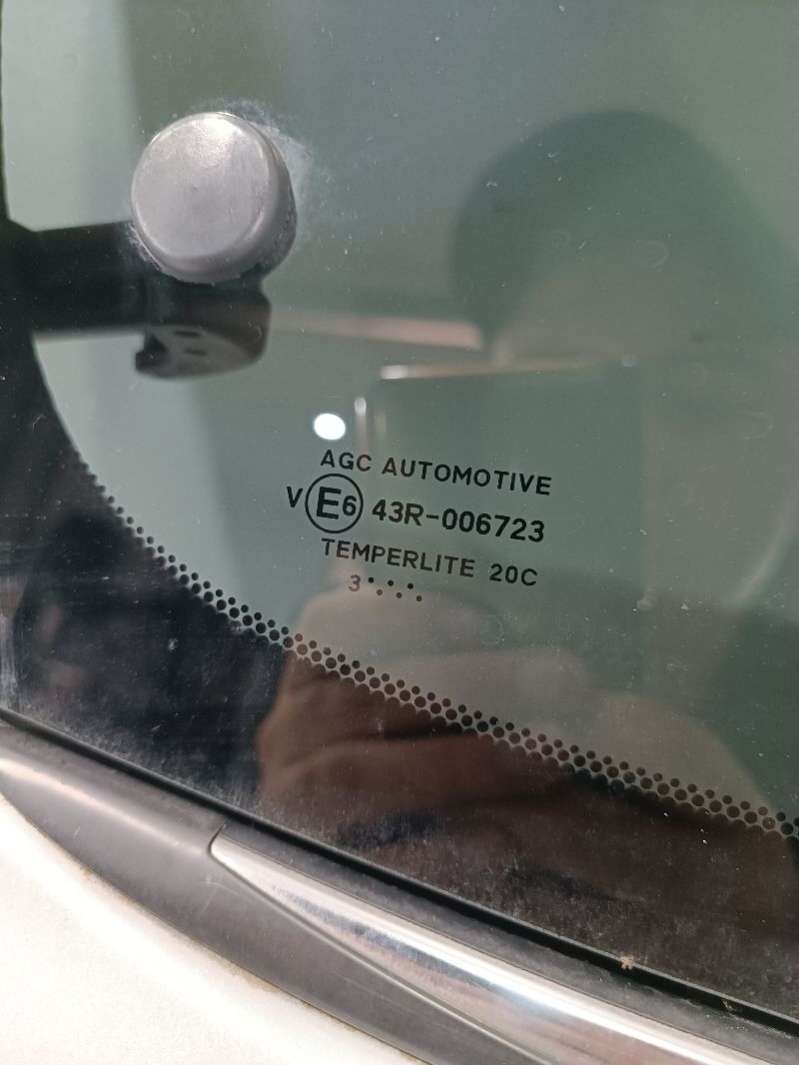 AGC AUTOMOTIVE
V E6 43R-006723
TEMPERLITE 20C
3